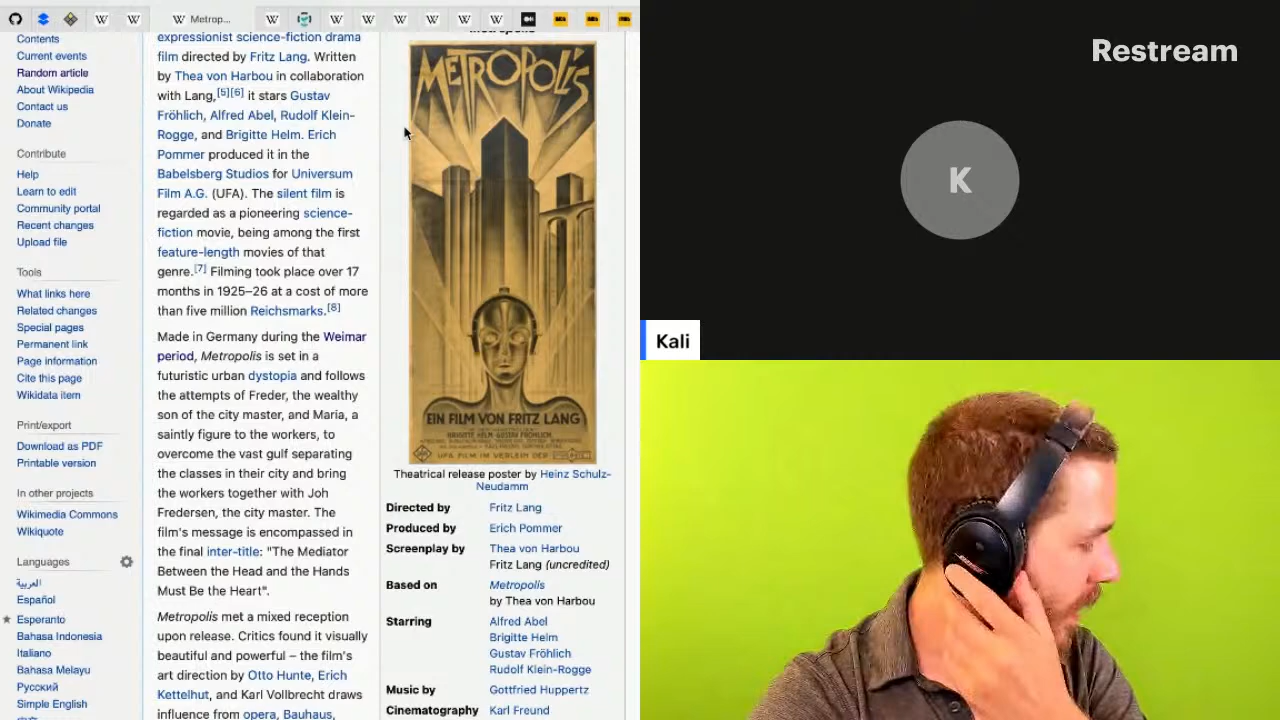 Metrop...
Contents
Current events
Random article
About Wikipedia
Contact us
Donate
Contribute
Help
Learn to edit
Community portal
Recent changes
Upload file
Tools
What links here
Related changes
Special pages
Permanent link
Page information
Cite this page
Wikidata item
Print/export
Download as PDF
Printable version
In other projects
Wikimedia Commons
Wikiquote
Languages
العربية
Español
Esperanto
Bahasa Indonesia
Italiano
Bahasa Melayu
Русский
Simple English
expressionist science-fiction drama
film directed by Fritz Lang. Written
by Thea von Harbou in collaboration
with Lang,[5][6] it stars Gustav
Fröhlich, Alfred Abel, Rudolf Klein-
Rogge, and Brigitte Helm. Erich
Pommer produced it in the
Babelsberg Studios for Universum
Film A.G. (UFA). The silent film is
regarded as a pioneering science-
fiction movie, being among the first
feature-length movies of that
genre.[7] Filming took place over 17
months in 1925–26 at a cost of more
than five million Reichsmarks.[8]
Made in Germany during the Weimar
period, Metropolis is set in a
futuristic urban dystopia and follows
the attempts of Freder, the wealthy
son of the city master, and Maria, a
saintly figure to the workers, to
overcome the vast gulf separating
the classes in their city and bring
the workers together with Joh
Fredersen, the city master. The
film's message is encompassed in
the final inter-title: "The Mediator
Between the Head and the Hands
Must Be the Heart".
Metropolis met a mixed reception
upon release. Critics found it visually
beautiful and powerful – the film's
art direction by Otto Hunte, Erich
Kettelhut, and Karl Vollbrecht draws
influence from opera, Bauhaus,
METROPOLIS
EIN FILM VON FRITZ LANG
BRIGITTE HELM · GUSTAV FRÖHLICH
UFA FILM IM VERLEIH DER
Theatrical release poster by Heinz Schulz-
Neudamm
Directed by Fritz Lang
Produced by Erich Pommer
Screenplay by Thea von Harbou
Fritz Lang (uncredited)
Based on Metropolis
by Thea von Harbou
Starring Alfred Abel
Brigitte Helm
Gustav Fröhlich
Rudolf Klein-Rogge
Music by Gottfried Huppertz
Cinematography Karl Freund
Restream
K
Kali